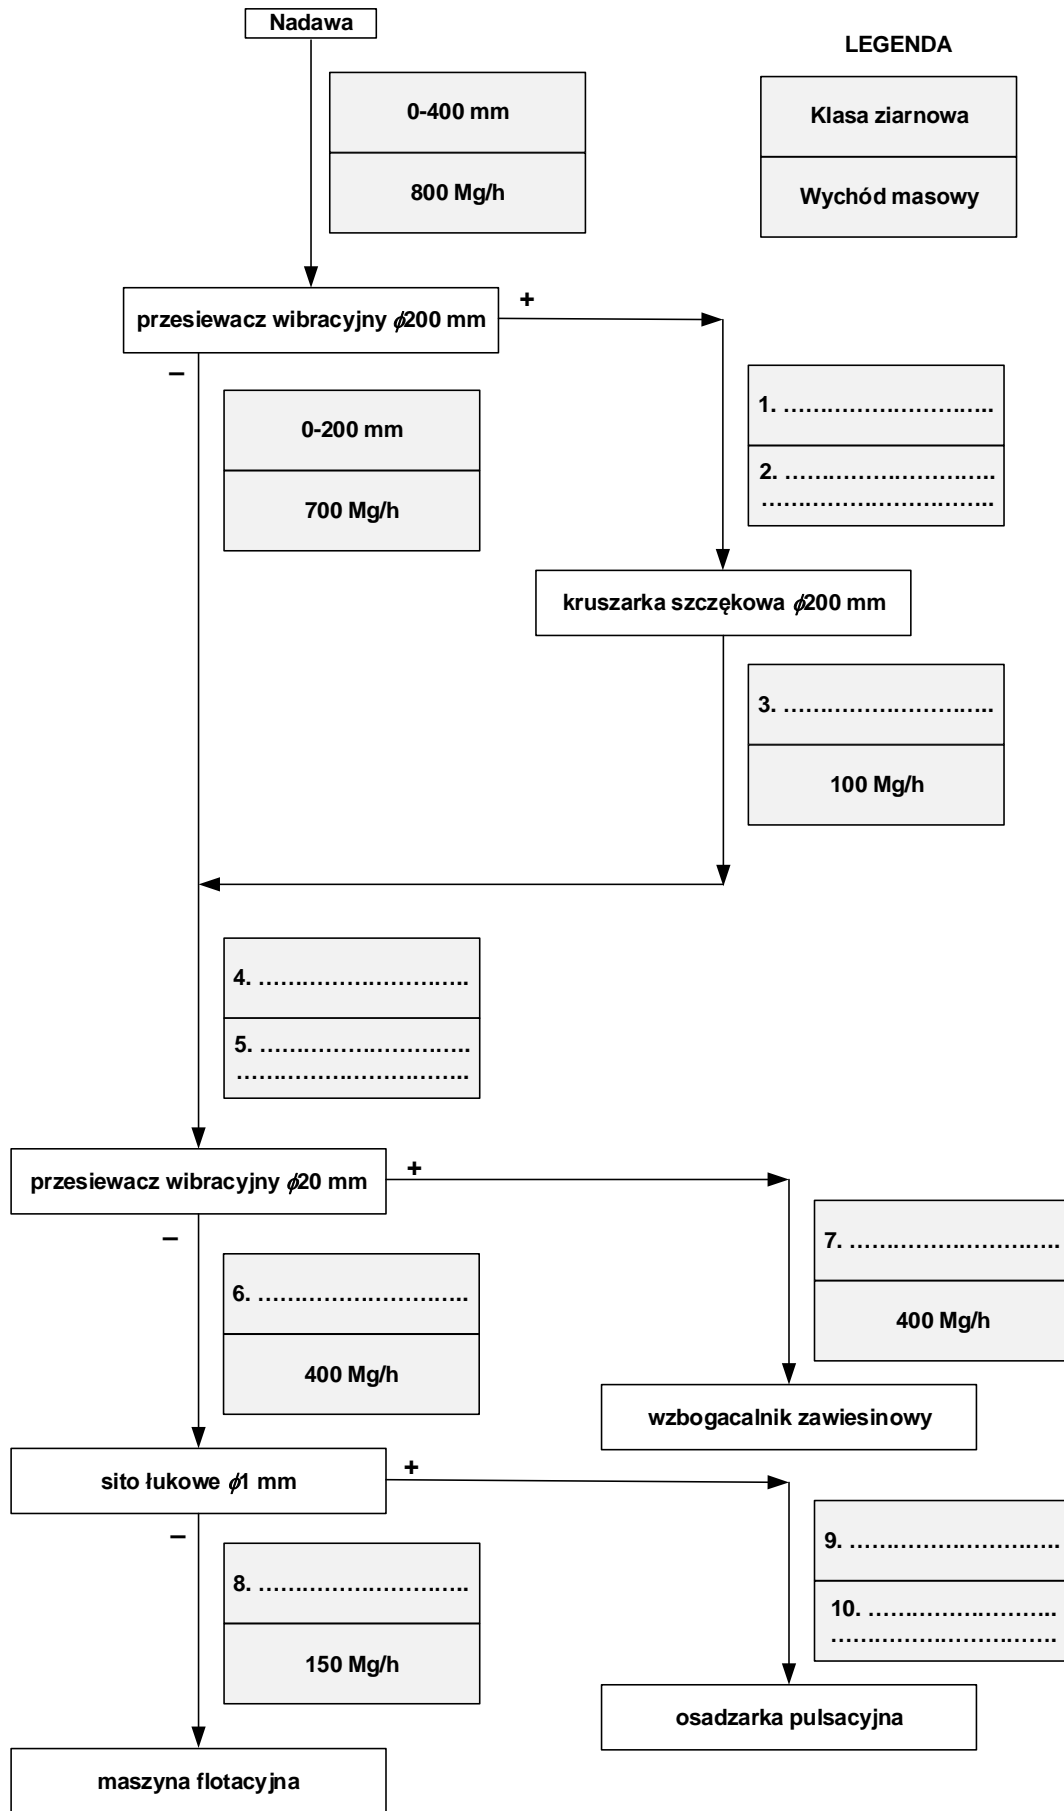 Nadawa
LEGENDA
0-400 mm
800 Mg/h
Klasa ziarnowa
Wychód masowy
przesiewacz wibracyjny ϕ200 mm
+
–
0-200 mm
700 Mg/h
1. ................................
2. ................................
................................
kruszarka szczękowa ϕ200 mm
3. ................................
100 Mg/h
4. ................................
5. ................................
................................
przesiewacz wibracyjny ϕ20 mm
+
–
7. ................................
400 Mg/h
6. ................................
400 Mg/h
wzbogacalnik zawiesinowy
sito łukowe ϕ1 mm
+
–
9. ................................
10. ................................
................................
8. ................................
150 Mg/h
osadzarka pulsacyjna
maszyna flotacyjna